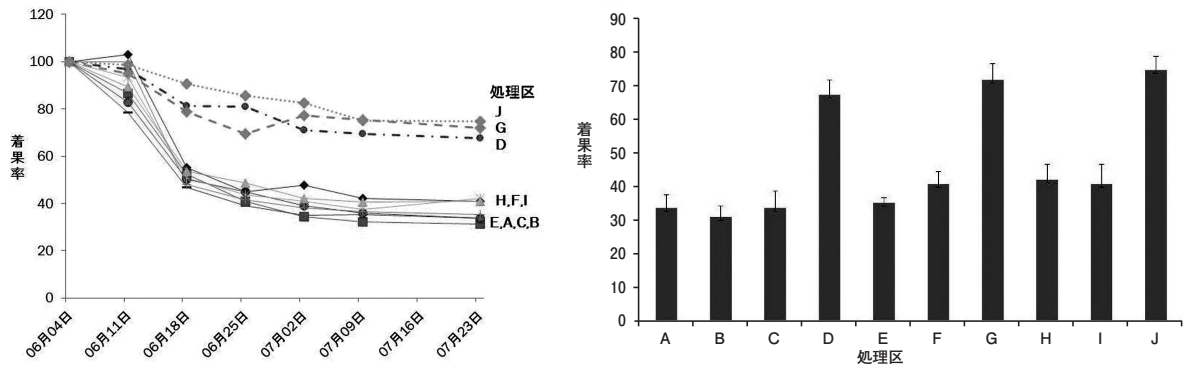 120
100
80
60
40
20
0
着果率
06月04日
06月11日
06月18日
06月25日
07月02日
07月09日
07月16日
07月23日
処理区
J
G
D
H,F,I
E,A,C,B
90
80
70
60
50
40
30
20
10
0
着果率
A B C D E F G H I J
処理区